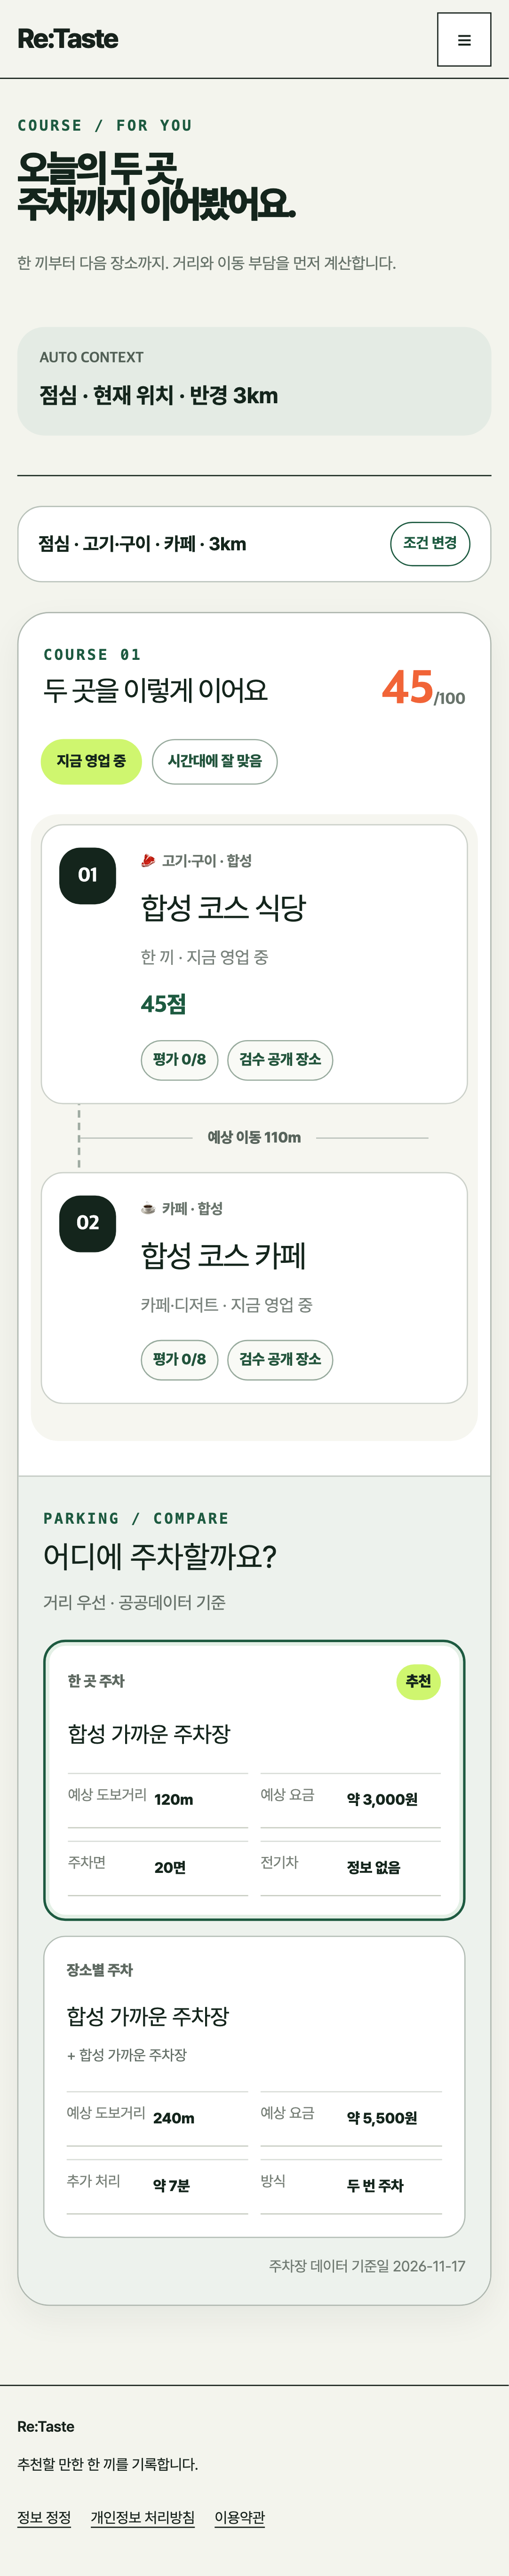 Re:Taste
COURSE / FOR YOU
오늘의 두 곳,
주차까지 이어봤어요.
한 끼부터 다음 장소까지. 거리와 이동 부담을 먼저 계산합니다.
AUTO CONTEXT
점심 · 현재 위치 · 반경 3km
점심 · 고기·구이 · 카페 · 3km
조건 변경
COURSE 01
두 곳을 이렇게 이어요
45/100
지금 영업 중
시간대에 잘 맞음
01
고기·구이 · 합성
합성 코스 식당
한 끼 · 지금 영업 중
45점
평가 0/8
검수 공개 장소
예상 이동 110m
02
카페 · 합성
합성 코스 카페
카페·디저트 · 지금 영업 중
평가 0/8
검수 공개 장소
PARKING / COMPARE
어디에 주차할까요?
거리 우선 · 공공데이터 기준
한 곳 주차
추천
합성 가까운 주차장
예상 도보거리 120m
예상 요금 약 3,000원
주차면 20면
전기차 정보 없음
장소별 주차
합성 가까운 주차장
+ 합성 가까운 주차장
예상 도보거리 240m
예상 요금 약 5,500원
추가 처리 약 7분
방식 두 번 주차
주차장 데이터 기준일 2026-11-17
Re:Taste
추천할 만한 한 끼를 기록합니다.
정보 정정 개인정보 처리방침 이용약관